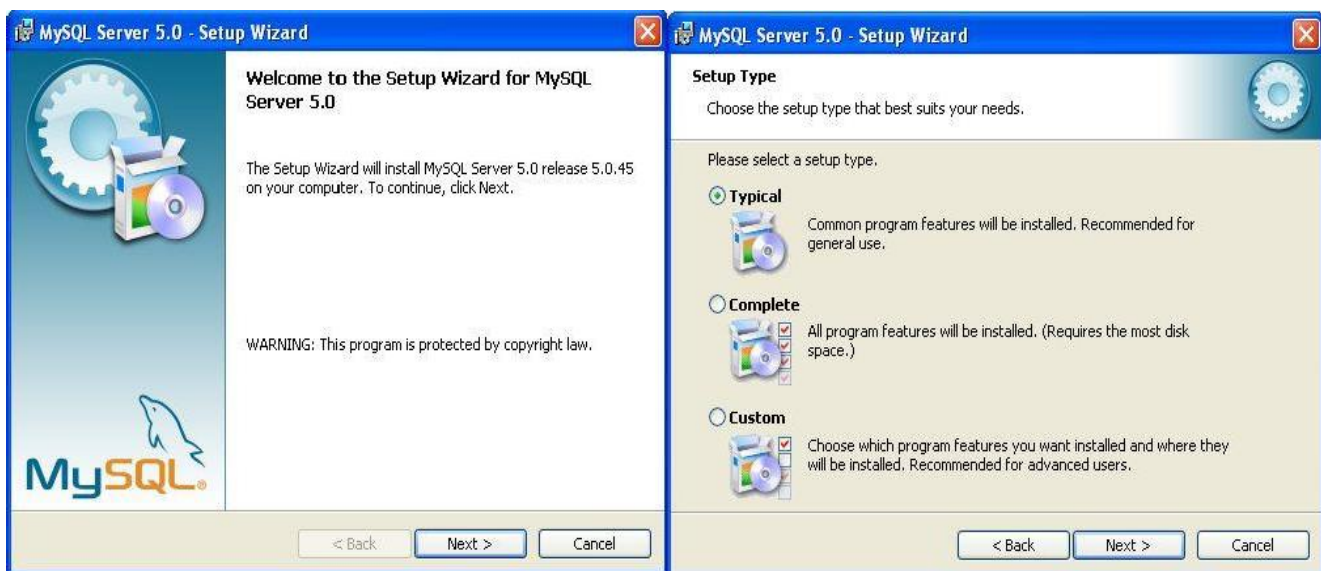 MySQL Server 5.0 - Setup Wizard
Welcome to the Setup Wizard for MySQL
Server 5.0
The Setup Wizard will install MySQL Server 5.0 release 5.0.45
on your computer. To continue, click Next.
WARNING: This program is protected by copyright law.
MySQL®
< Back
Next >
Cancel
MySQL Server 5.0 - Setup Wizard
Setup Type
Choose the setup type that best suits your needs.
Please select a setup type.
Typical
Common program features will be installed. Recommended for
general use.
Complete
All program features will be installed. (Requires the most disk
space.)
Custom
Choose which program features you want installed and where they
will be installed. Recommended for advanced users.
< Back
Next >
Cancel